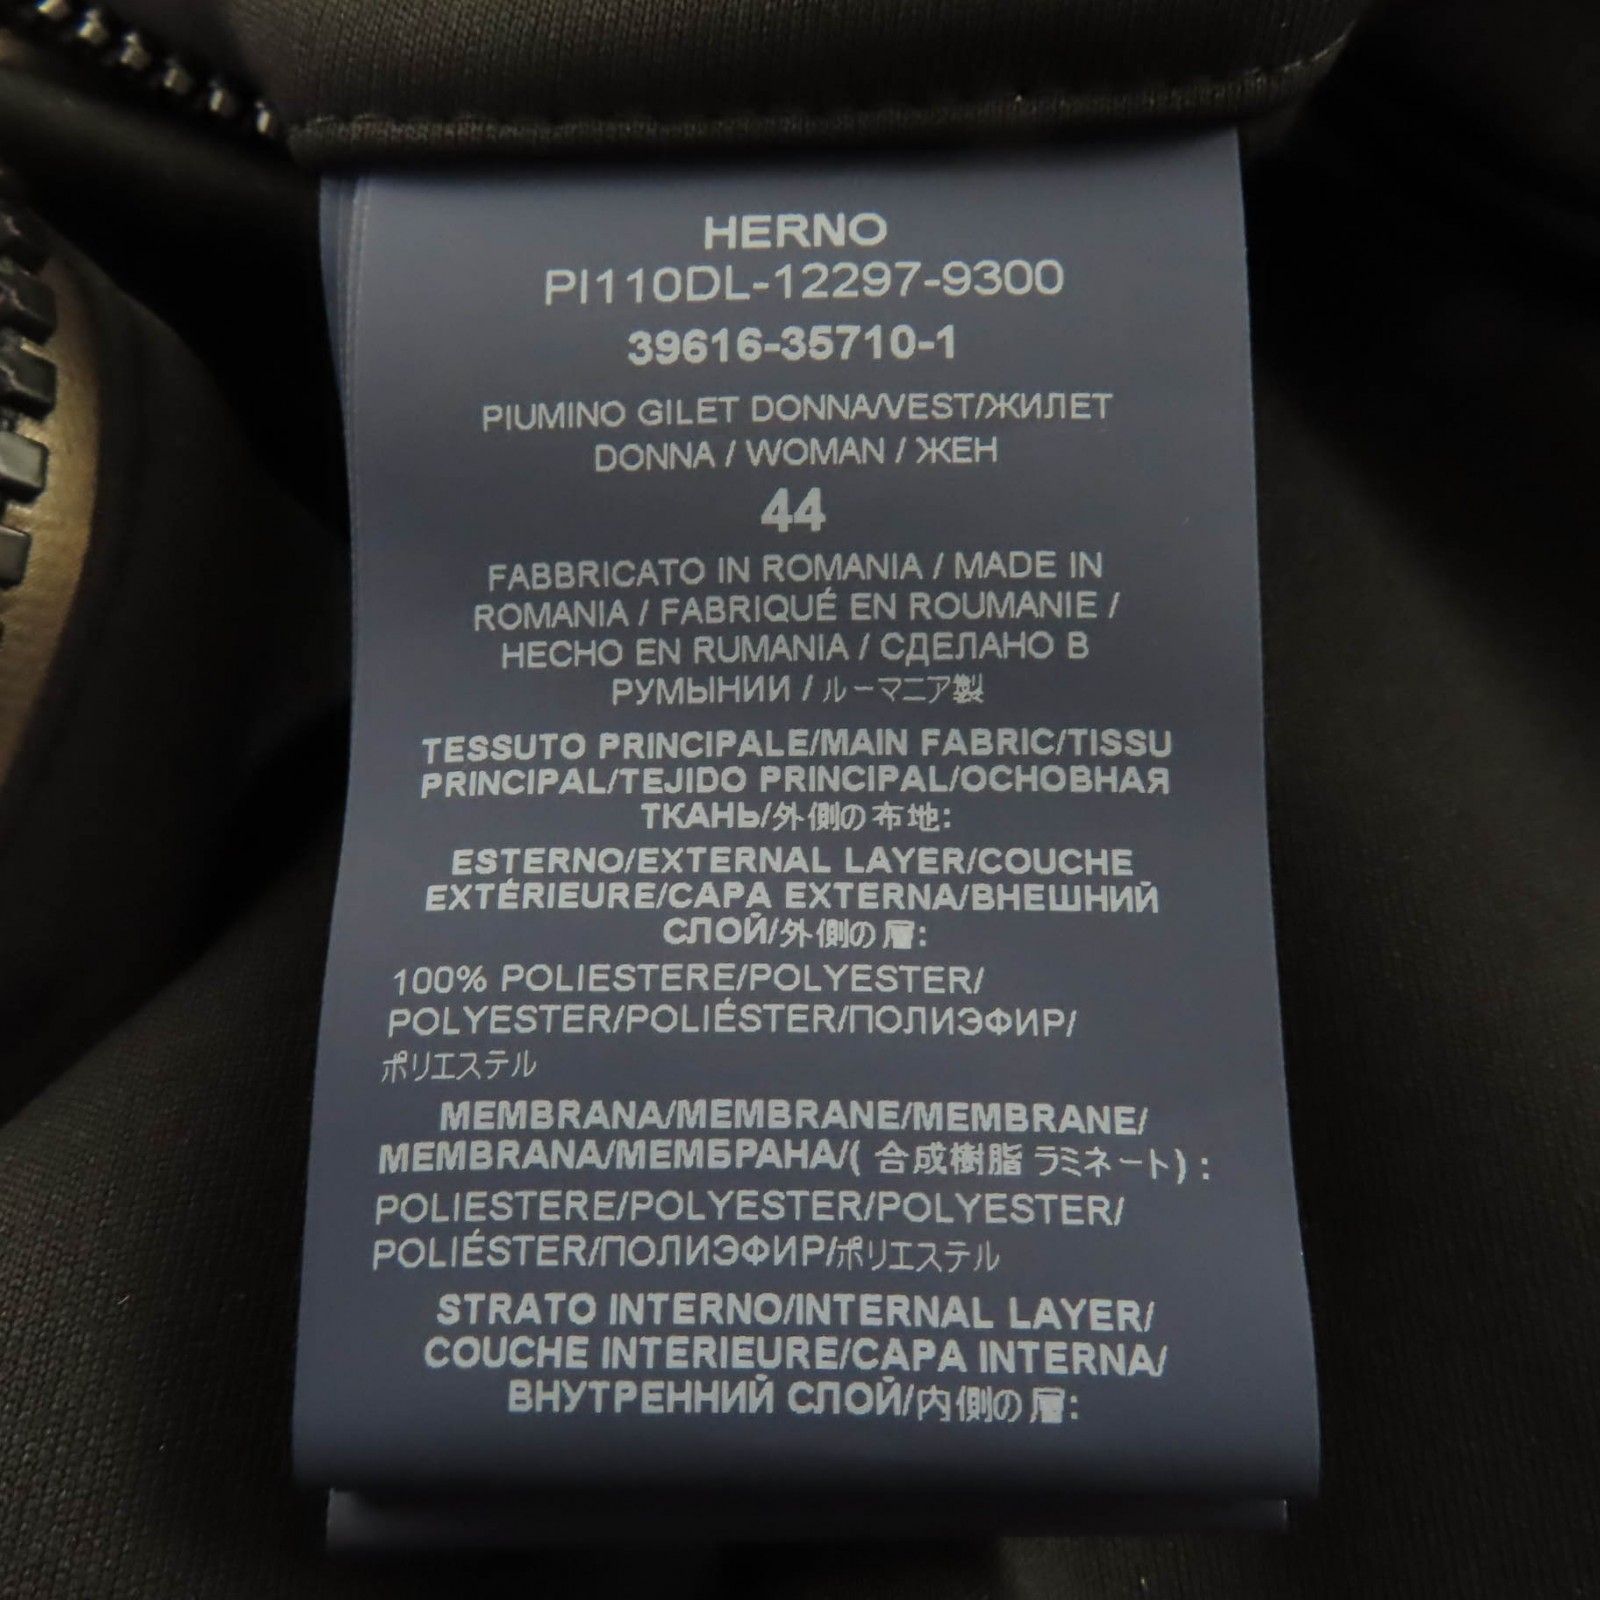 HERNO
PI110DL-12297-9300
39616-35710-1
PIUMINO GILET DONNA/VEST/ЖИЛЕТ
DONNA / WOMAN / ЖЕН
44
FABBRICATO IN ROMANIA / MADE IN
ROMANIA / FABRIQUÉ EN ROUMANIE /
HECHO EN RUMANIA / СДЕЛАНО В
РУМЫНИИ / ルーマニア製
TESSUTO PRINCIPALE/MAIN FABRIC/TISSU
PRINCIPAL/TEJIDO PRINCIPAL/ОСНОВНАЯ
ТКАНЬ/外側の布地:
ESTERNO/EXTERNAL LAYER/COUCHE
EXTÉRIEURE/CAPA EXTERNA/ВНЕШНИЙ
СЛОЙ/外側の層:
100% POLIESTERE/POLYESTER/
POLYESTER/POLIÉSTER/ПОЛИЭФИР/
ポリエステル
MEMBRANA/MEMBRANE/MEMBRANE/
MEMBRANA/МЕМБРАНА/(合成樹脂ラミネート):
POLIESTERE/POLYESTER/POLYESTER/
POLIÉSTER/ПОЛИЭФИР/ポリエステル
STRATO INTERNO/INTERNAL LAYER/
COUCHE INTERIEURE/CAPA INTERNA/
ВНУТРЕННИЙ СЛОЙ/内側の層: